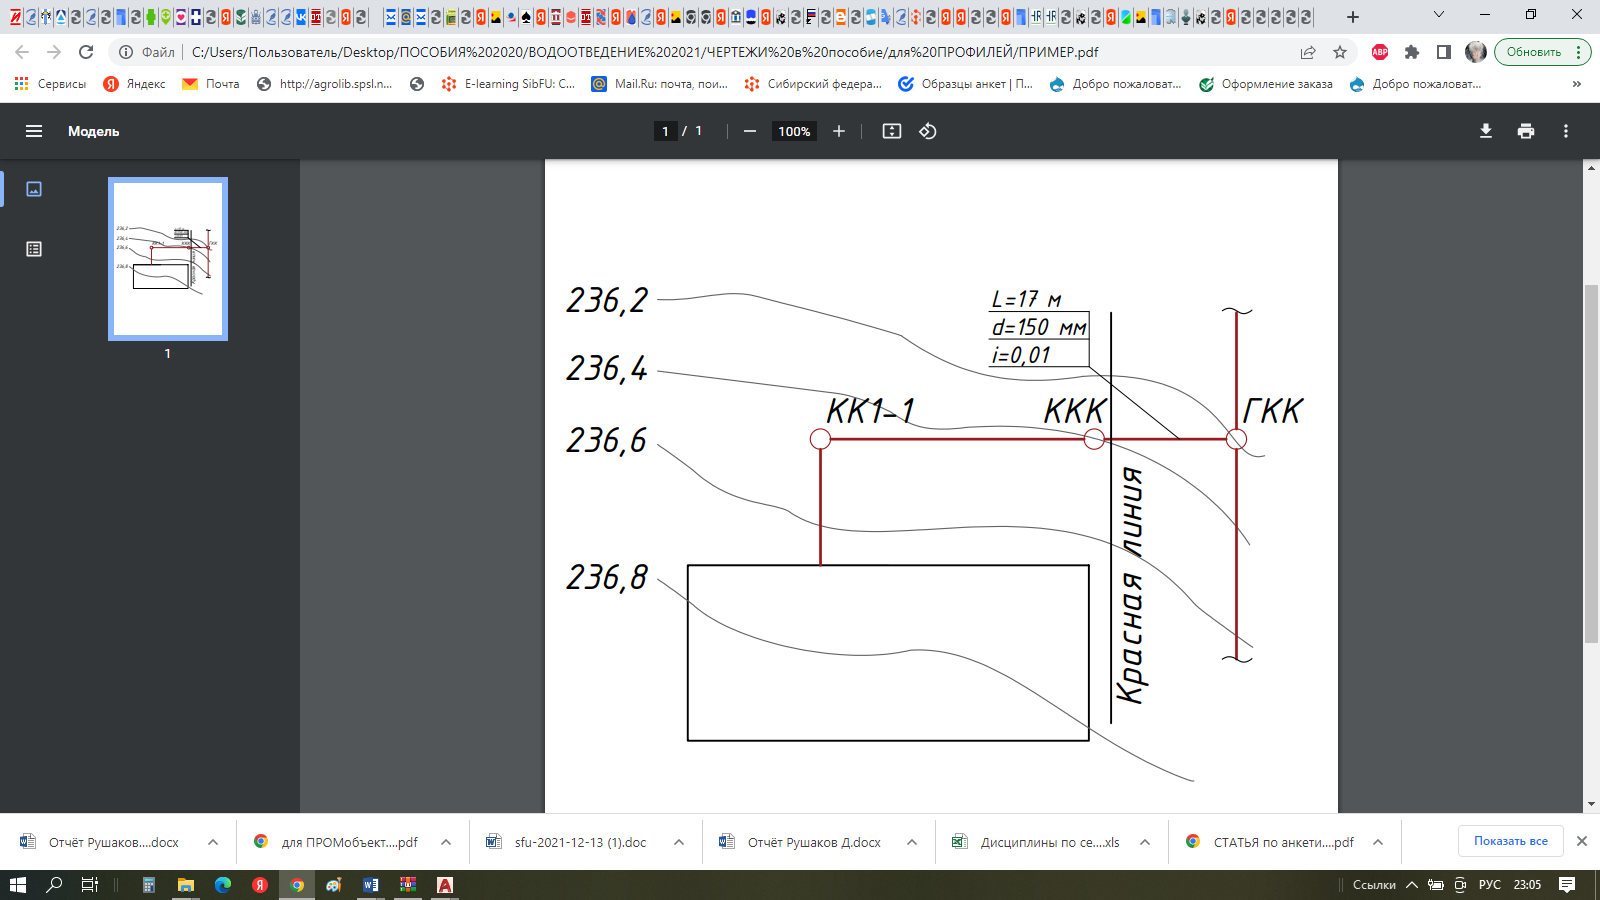 Файл
C:/Users/Пользователь/Desktop/ПОСОБИЯ%202020/ВОДООТВЕДЕНИЕ%202021/ЧЕРТЕЖИ%20в%20пособие/для%20ПРОФИЛЕЙ/ПРИМЕР.pdf
ABP
Обновить
Сервисы
Яндекс
Почта
http://agrolib.spsl.n...
E-learning SibFU: C...
Mail.Ru: почта, пои...
Сибирский федера...
Образцы анкет | П...
Добро пожаловат...
Оформление заказа
Добро пожаловат...
»
Модель
1 / 1
100%
1
236,2
236,4
236,6
236,8
L=17 м
d=150 мм
i=0,01
КК1-1
ККК
ГКК
Красная линия
Отчёт Рушаков....docx
для ПРОМобъект....pdf
sfu-2021-12-13 (1).doc
Отчёт Рушаков Д.docx
Дисциплины по се....xls
СТАТЬЯ по анкети....pdf
Показать все
Ссылки
РУС
23:05